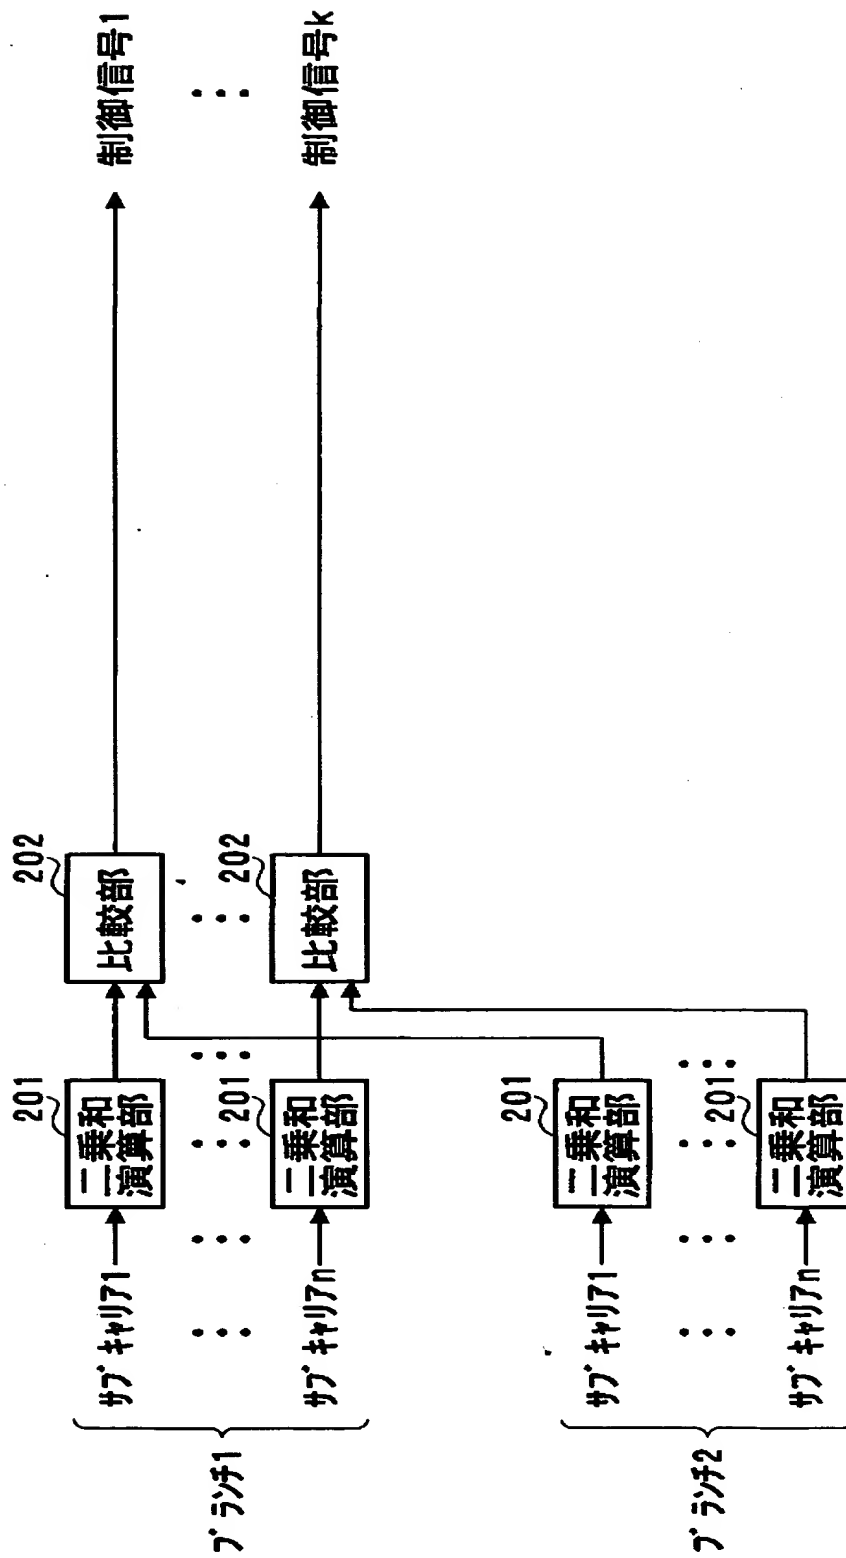 ブランチ1
サブキャリア1
201
二乗和
演算部
202
比較部
制御信号1
サブキャリアn
201
二乗和
演算部
202
比較部
制御信号k
ブランチ2
サブキャリア1
201
二乗和
演算部
サブキャリアn
201
二乗和
演算部